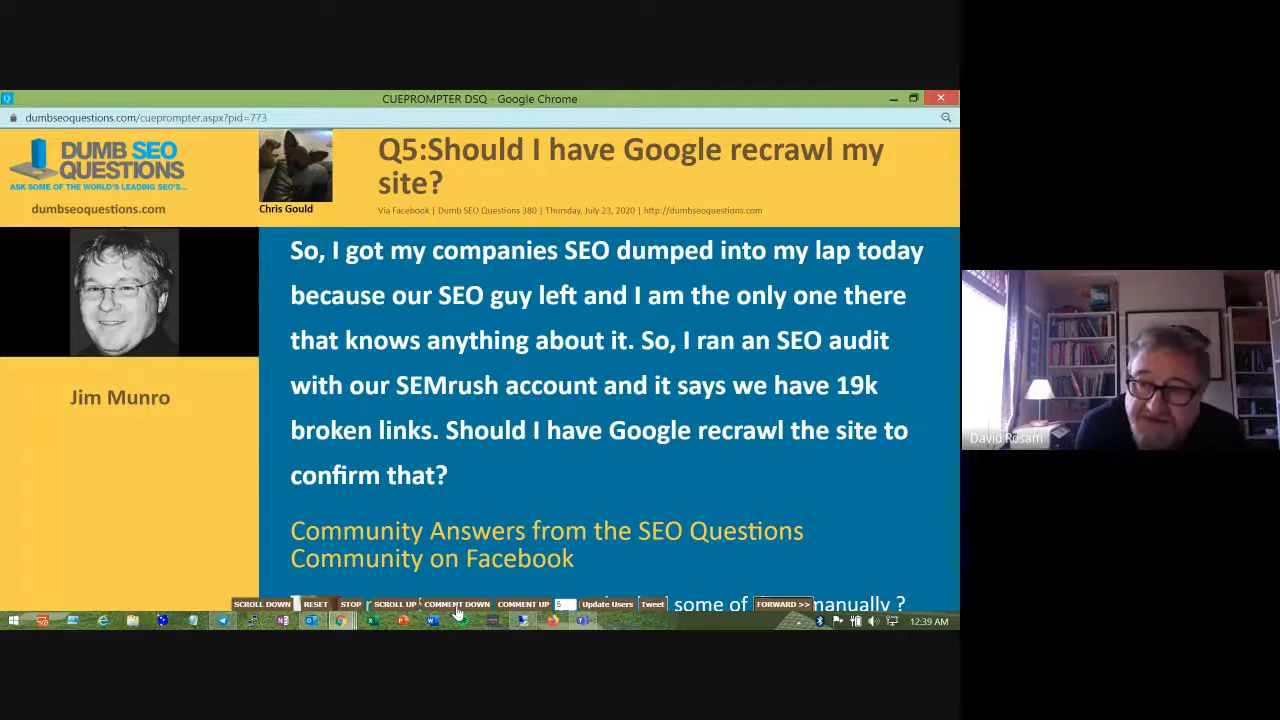 CUEPROMPTER DSQ - Google Chrome
dumbseoquestions.com/cueprompter.aspx?pid=773
DUMB SEO
QUESTIONS
ASK SOME OF THE WORLD'S LEADING SEO'S...
dumbseoquestions.com
Chris Gould
Q5:Should I have Google recrawl my
site?
Via Facebook | Dumb SEO Questions 380 | Thursday, July 23, 2020 | http://dumbseoquestions.com
Jim Munro
So, I got my companies SEO dumped into my lap today
because our SEO guy left and I am the only one there
that knows anything about it. So, I ran an SEO audit
with our SEMrush account and it says we have 19k
broken links. Should I have Google recrawl the site to
confirm that?
Community Answers from the SEO Questions
Community on Facebook
some of manually ?
SCROLL DOWN RESET STOP SCROLL UP COMMENT DOWN COMMENT UP 5 Update Users Tweet FORWARD >>
12:39 AM
David Rosam